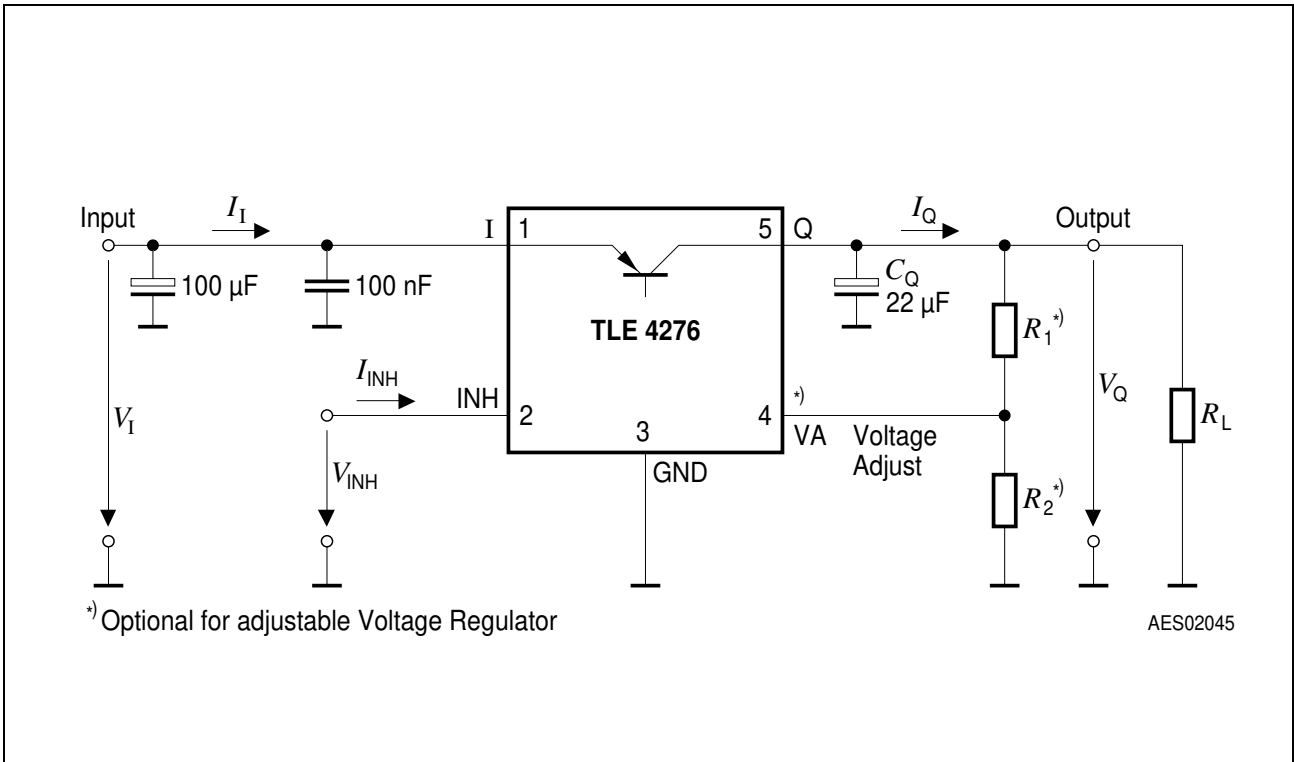 Input
I_I
I
1
5
Q
I_Q
Output
100 µF
100 nF
C_Q
22 µF
R_1*)
TLE 4276
I_INH
INH
2
*)
4
VA
Voltage
Adjust
V_I
V_INH
3
GND
V_Q
R_L
R_2*)
*) Optional for adjustable Voltage Regulator
AES02045